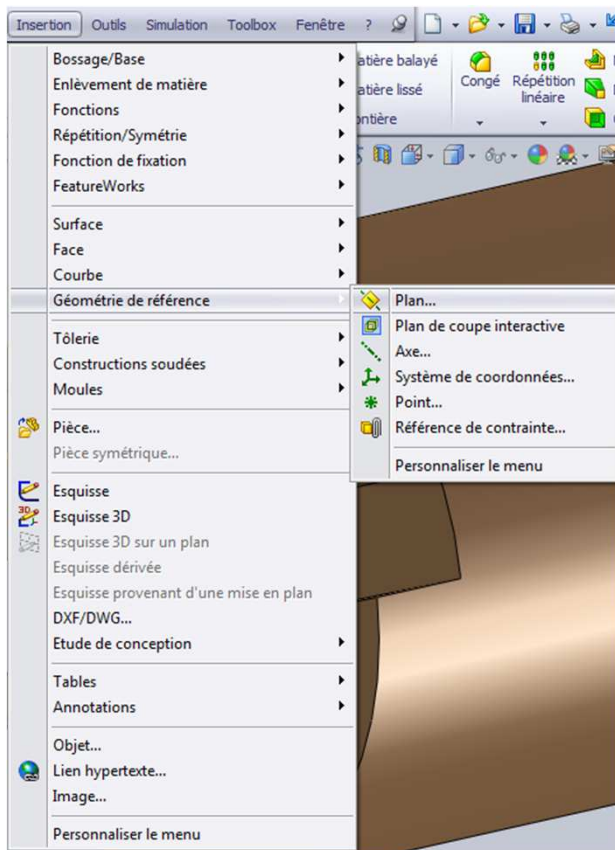 Insertion Outils Simulation Toolbox Fenêtre ?
Bossage/Base
Enlèvement de matière
Fonctions
Répétition/Symétrie
Fonction de fixation
FeatureWorks
balayé
lissé
Congé
Répétition
linéaire
Surface
Face
Courbe
Géométrie de référence
Plan...
Plan de coupe interactive
Axe...
Système de coordonnées...
Point...
Référence de contrainte...
Personnaliser le menu
Tôlerie
Constructions soudées
Moules
Pièce...
Pièce symétrique...
Esquisse
3D
Esquisse 3D
Esquisse 3D sur un plan
Esquisse dérivée
Esquisse provenant d'une mise en plan
DXF/DWG...
Etude de conception
Tables
Annotations
Objet...
Lien hypertexte...
Image...
Personnaliser le menu